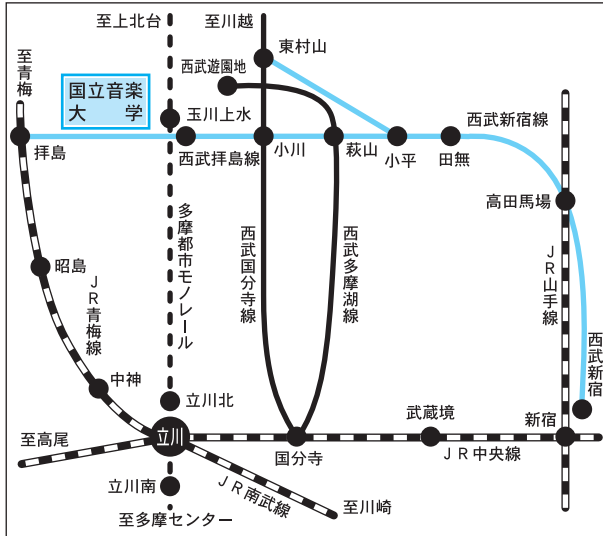 至上北台
至川越
東村山
西武遊園地
至青梅
国立音楽
大学
玉川上水
西武新宿線
拝島
西武拝島線
小川
萩山
小平
田無
高田馬場
多摩都市モノレール
西武国分寺線
西武多摩湖線
JR山手線
昭島
JR青梅線
中神
立川北
西武新宿
武蔵境
新宿
至高尾
立川
国分寺
JR中央線
立川南
JR南武線
至川崎
至多摩センター